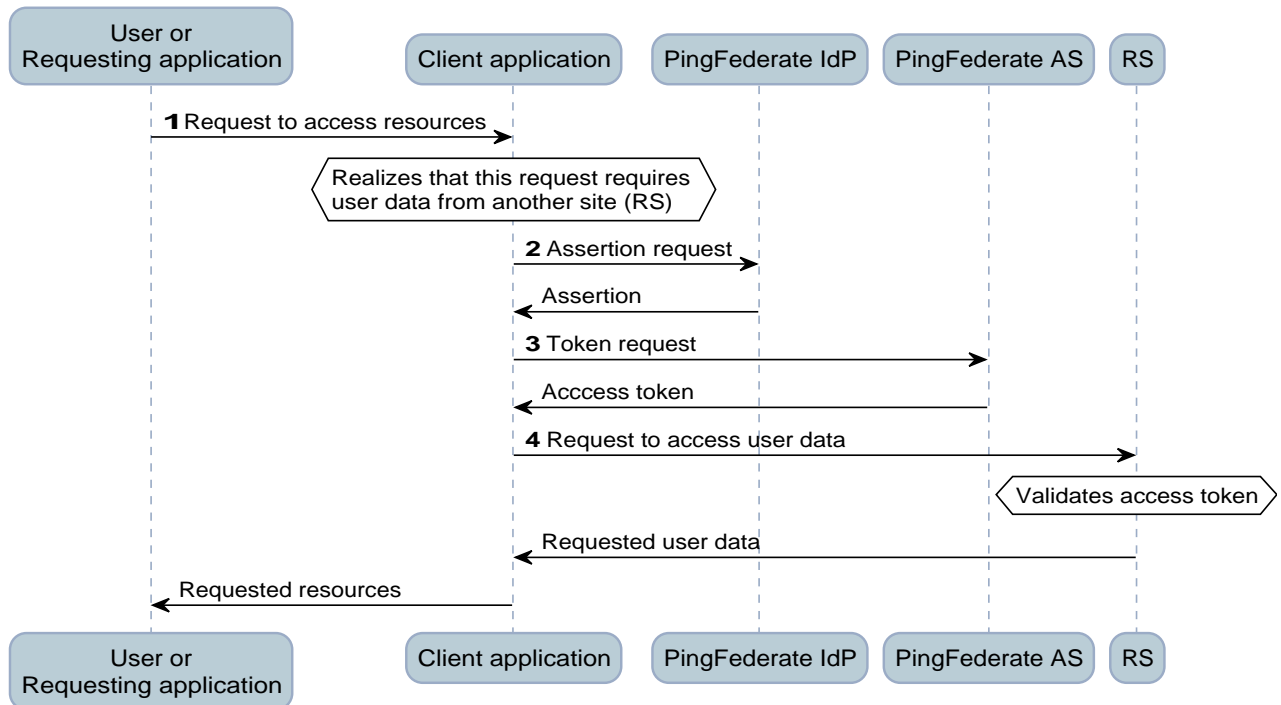 User or
Requesting application
Client application
PingFederate IdP
PingFederate AS
RS
1 Request to access resources
Realizes that this request requires
user data from another site (RS)
2 Assertion request
Assertion
3 Token request
Acccess token
4 Request to access user data
Validates access token
Requested user data
Requested resources
User or
Requesting application
Client application
PingFederate IdP
PingFederate AS
RS